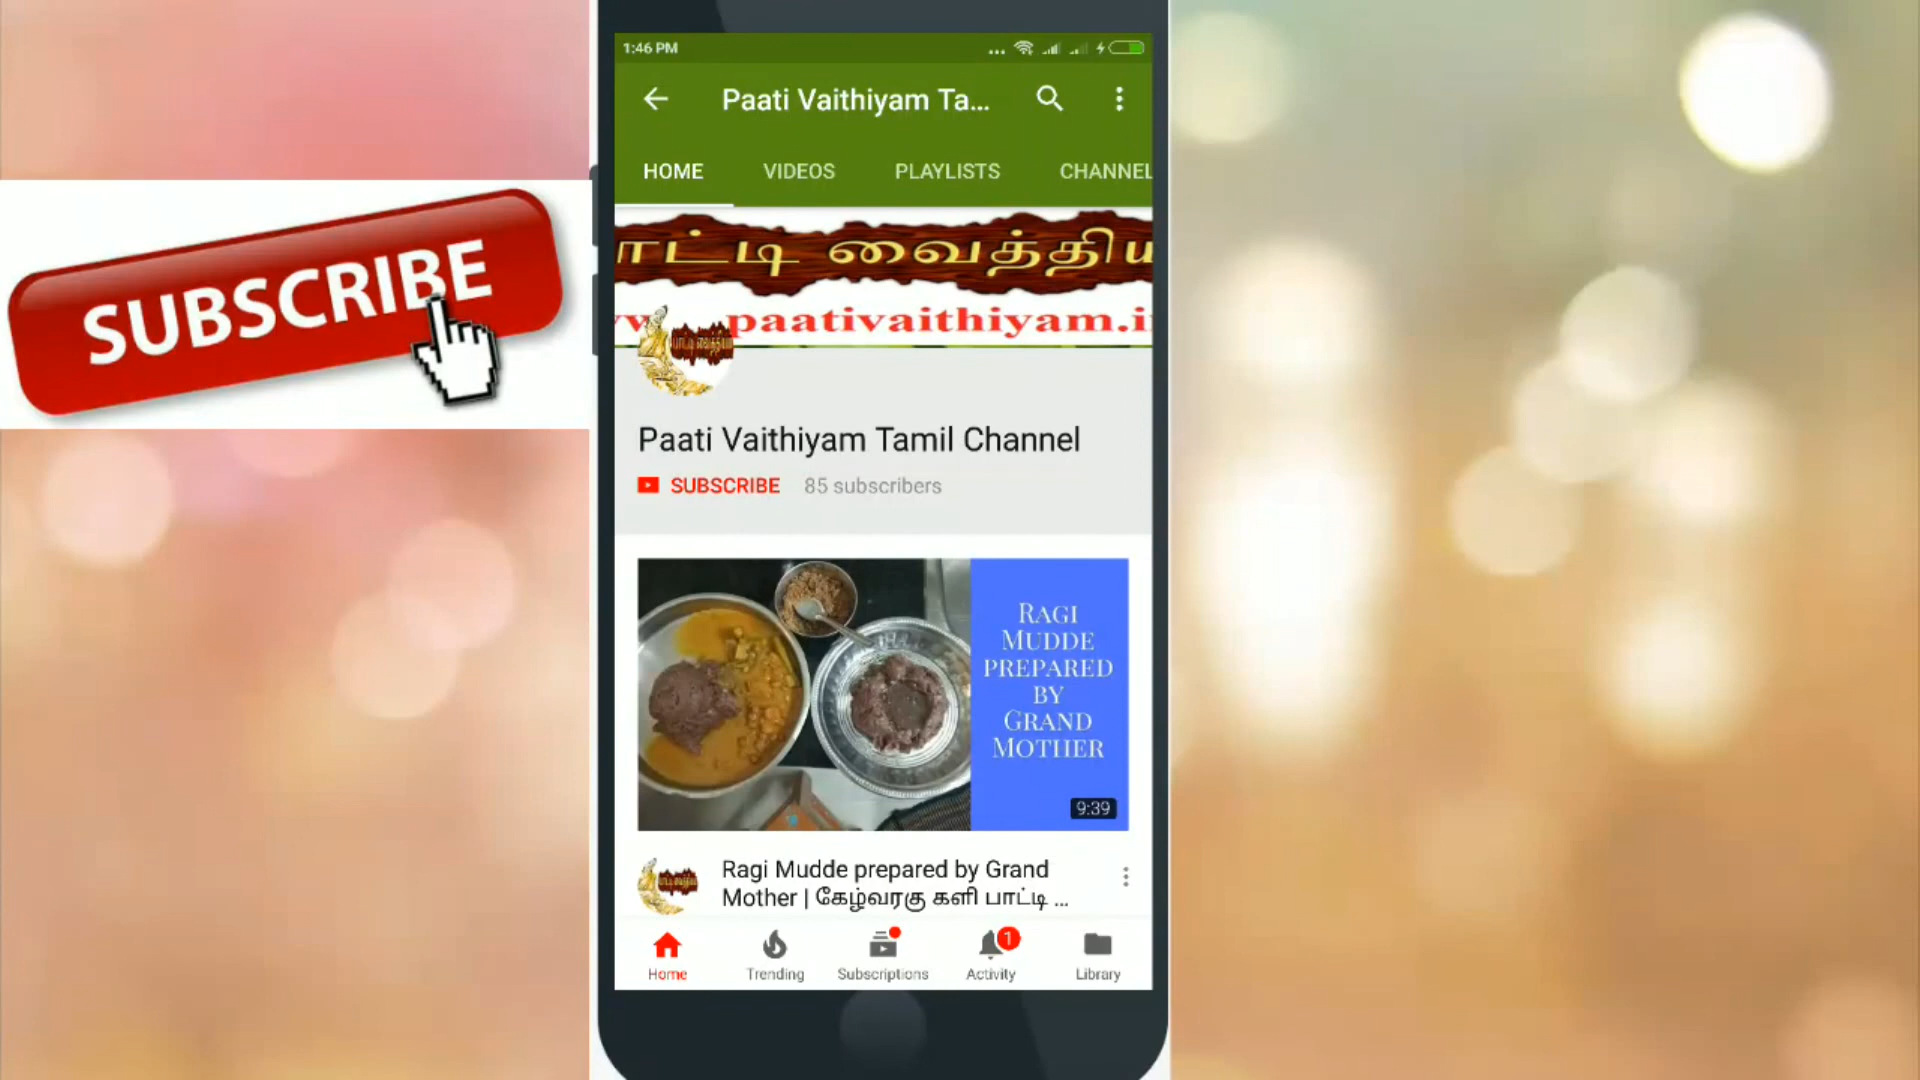 SUBSCRIBE
1:46 PM
Paati Vaithiyam Ta...
HOME VIDEOS PLAYLISTS CHANNEL
ாட்டி வைத்திய
paativaithiyam.i
Paati Vaithiyam Tamil Channel
SUBSCRIBE 85 subscribers
RAGI
MUDDE
PREPARED
BY
GRAND
MOTHER
9:39
Ragi Mudde prepared by Grand
Mother | கேழ்வரகு களி பாட்டி ...
1
Home Trending Subscriptions Activity Library